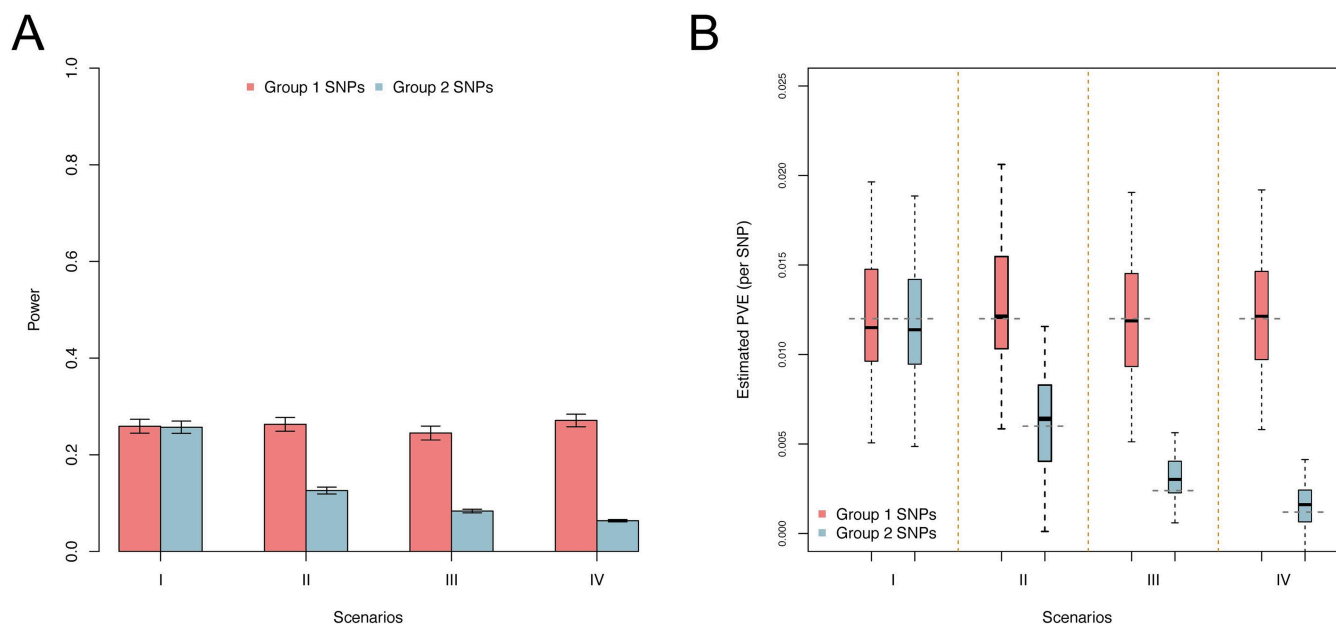 A
Power
1.0
0.8
0.6
0.4
0.2
0.0
Group 1 SNPs
Group 2 SNPs
I
II
III
IV
Scenarios
B
Estimated PVE (per SNP)
0.025
0.020
0.015
0.010
0.005
0.000
Group 1 SNPs
Group 2 SNPs
I
II
III
IV
Scenarios